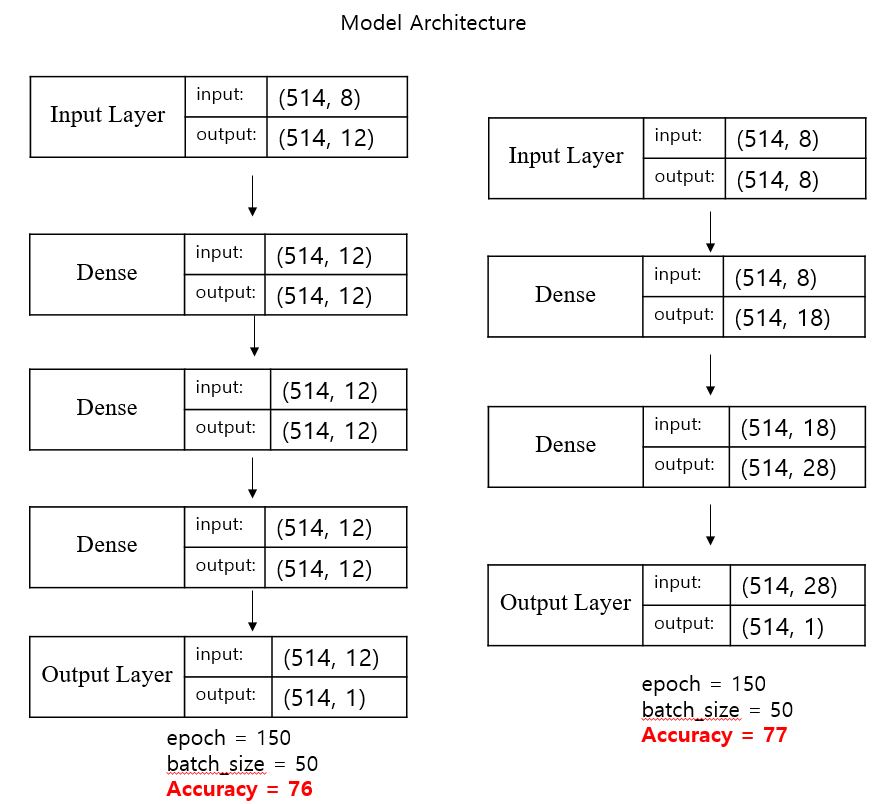 Model Architecture
Input Layer
input:
(514, 8)
output:
(514, 12)
Dense
input:
(514, 12)
output:
(514, 12)
Dense
input:
(514, 12)
output:
(514, 12)
Dense
input:
(514, 12)
output:
(514, 12)
Output Layer
input:
(514, 12)
output:
(514, 1)
epoch = 150
batch_size = 50
Accuracy = 76
Input Layer
input:
(514, 8)
output:
(514, 8)
Dense
input:
(514, 8)
output:
(514, 18)
Dense
input:
(514, 18)
output:
(514, 28)
Output Layer
input:
(514, 28)
output:
(514, 1)
epoch = 150
batch_size = 50
Accuracy = 77